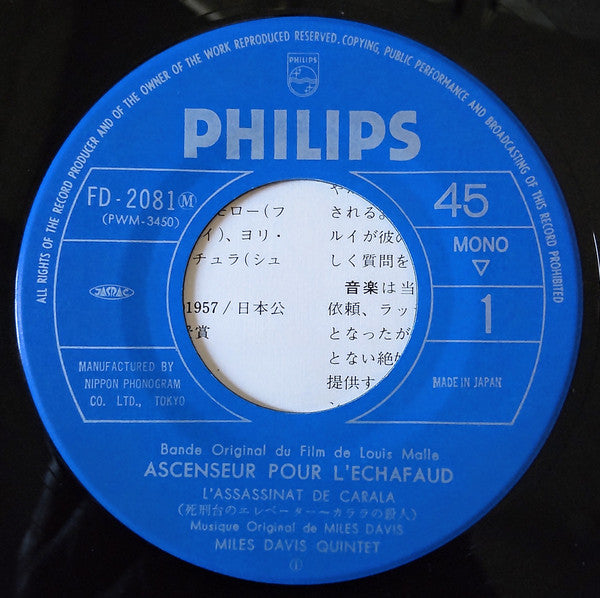 ALL RIGHTS OF THE RECORD PRODUCER AND OF THE OWNER OF THE WORK REPRODUCED RESERVED. COPYING, PUBLIC PERFORMANCE AND BROADCASTING OF THIS RECORD PROHIBITED
PHILIPS
PHILIPS
FD-2081 Ⓜ
(PWM-3450)
45
MONO
▽
1
JASRAC
MANUFACTURED BY
NIPPON PHONOGRAM
CO. LTD., TOKYO
MADE IN JAPAN
ヒロー(フ
イ)、ヨリ・
チュラ(シュ
1957/日本公
賞
される
ルイが彼の
しく質問を
音楽は当
依頼、ラッ
となったが
とない絶
提供す
Bande Original du Film de Louis Malle
ASCENSEUR POUR L'ECHAFAUD
L'ASSASSINAT DE CARALA
(死刑台のエレベーター〜カララの殺人)
Musique Original de MILES DAVIS
MILES DAVIS QUINTET
①